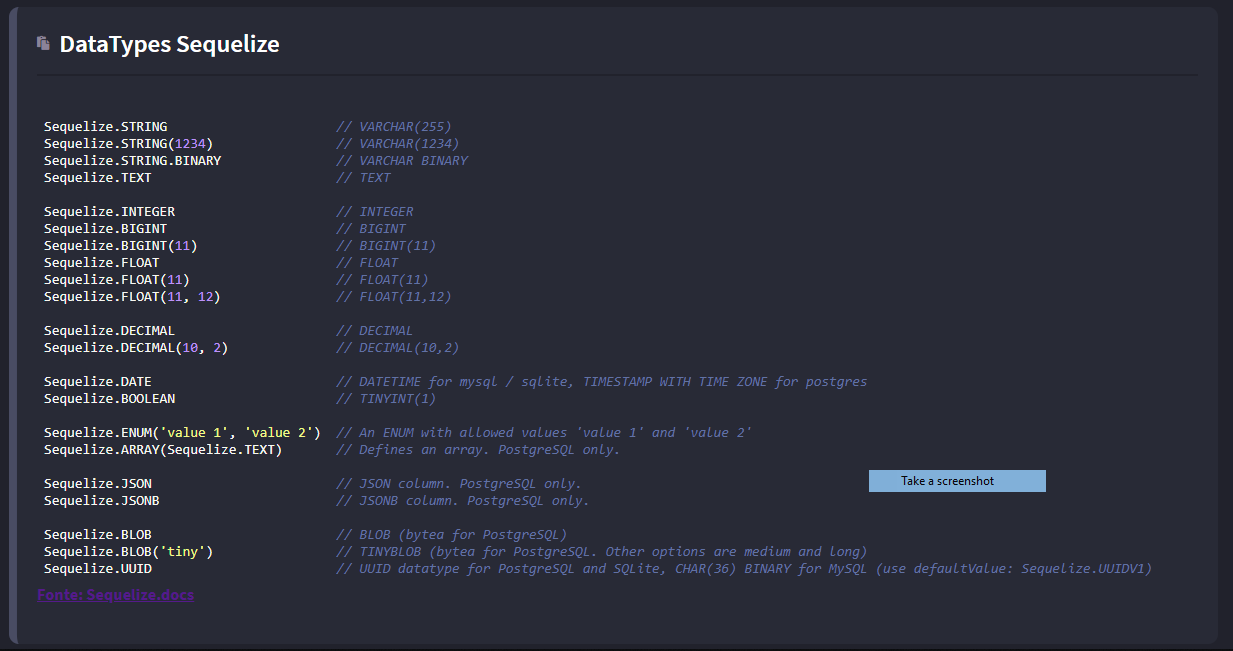 DataTypes Sequelize
Sequelize.STRING // VARCHAR(255)
Sequelize.STRING(1234) // VARCHAR(1234)
Sequelize.STRING.BINARY // VARCHAR BINARY
Sequelize.TEXT // TEXT
Sequelize.INTEGER // INTEGER
Sequelize.BIGINT // BIGINT
Sequelize.BIGINT(11) // BIGINT(11)
Sequelize.FLOAT // FLOAT
Sequelize.FLOAT(11) // FLOAT(11)
Sequelize.FLOAT(11, 12) // FLOAT(11,12)
Sequelize.DECIMAL // DECIMAL
Sequelize.DECIMAL(10, 2) // DECIMAL(10,2)
Sequelize.DATE // DATETIME for mysql / sqlite, TIMESTAMP WITH TIME ZONE for postgres
Sequelize.BOOLEAN // TINYINT(1)
Sequelize.ENUM('value 1', 'value 2') // An ENUM with allowed values 'value 1' and 'value 2'
Sequelize.ARRAY(Sequelize.TEXT) // Defines an array. PostgreSQL only.
Sequelize.JSON // JSON column. PostgreSQL only.
Take a screenshot
Sequelize.JSONB // JSONB column. PostgreSQL only.
Sequelize.BLOB // BLOB (bytea for PostgreSQL)
Sequelize.BLOB('tiny') // TINYBLOB (bytea for PostgreSQL. Other options are medium and long)
Sequelize.UUID // UUID datatype for PostgreSQL and SQLite, CHAR(36) BINARY for MySQL (use defaultValue: Sequelize.UUIDV1)
Fonte: Sequelize.docs